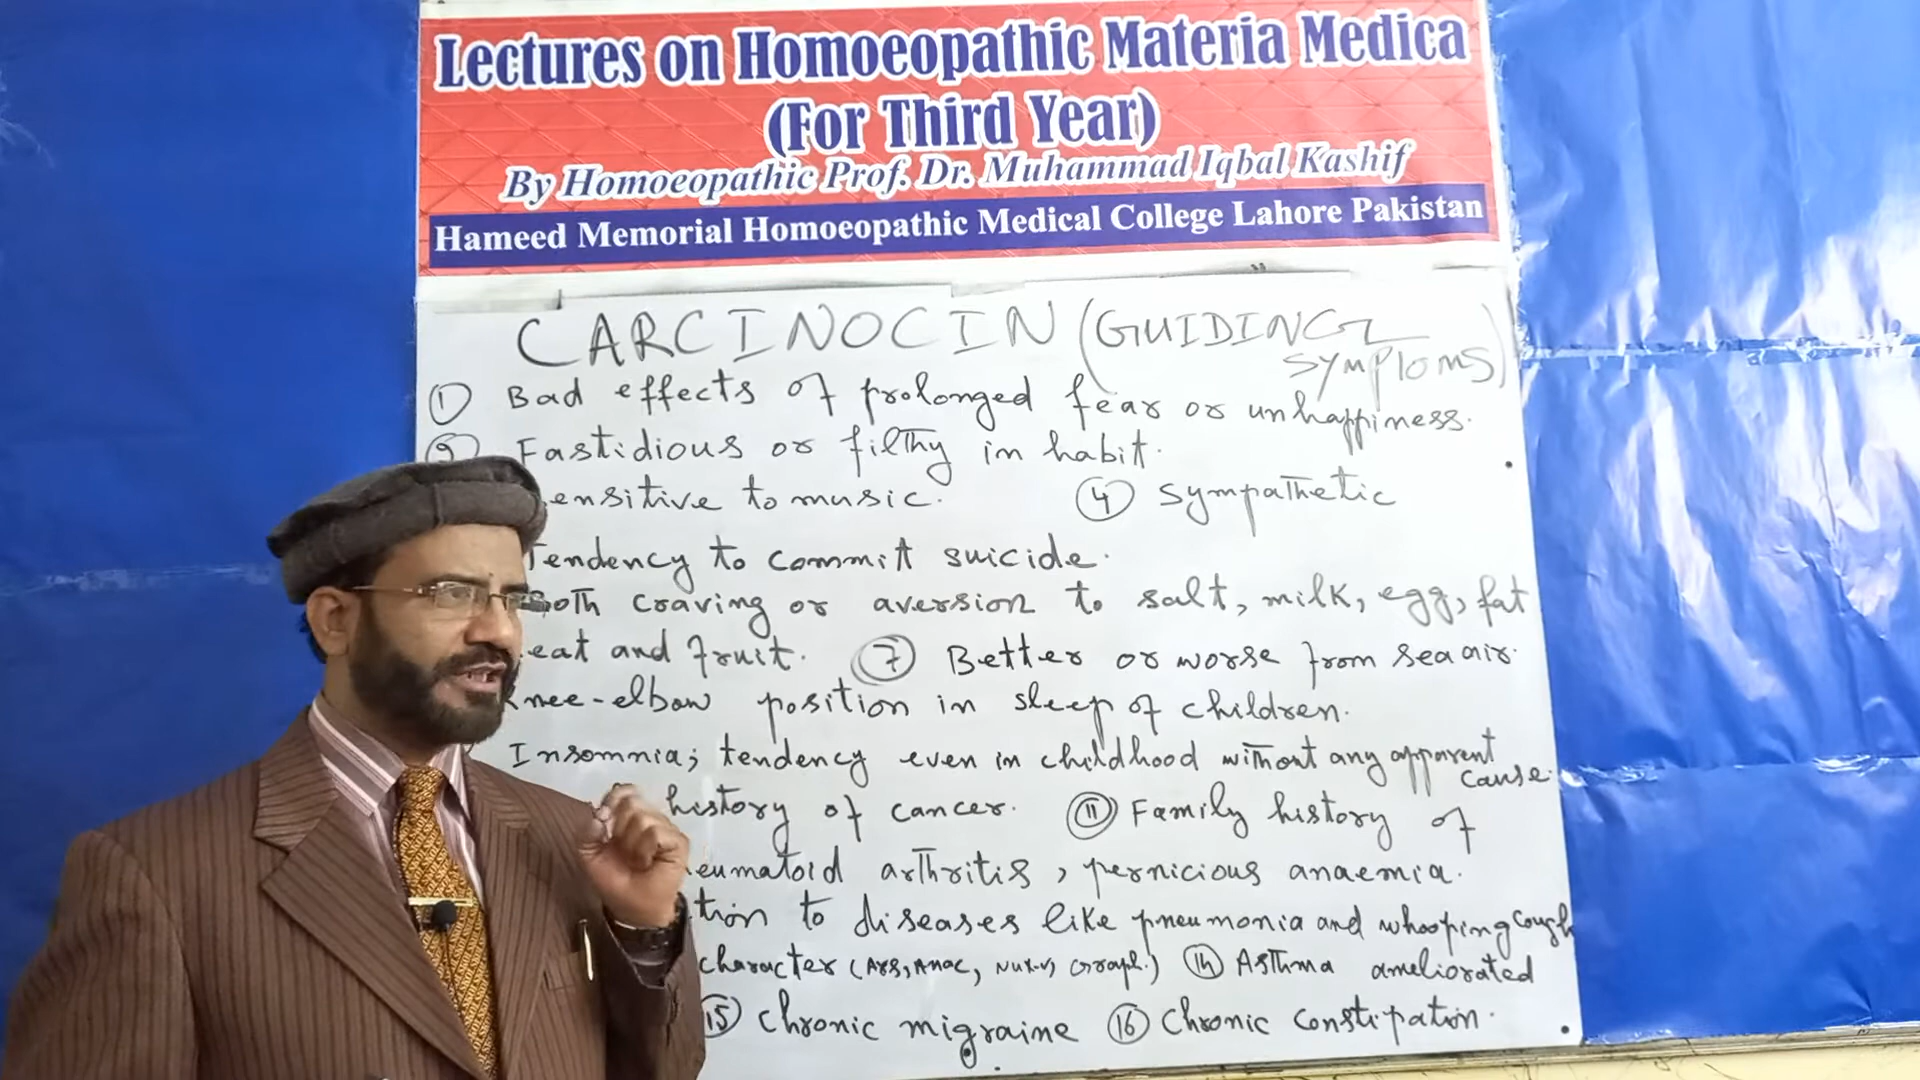 Lectures on Homoeopathic Materia Medica
(For Third Year)
By Homoeopathic Prof. Dr. Muhammad Iqbal Kashif
Hameed Memorial Homoeopathic Medical College Lahore Pakistan
CARCINOCIN (GUIDING
SYMPTOMS)
① Bad effects of prolonged fear or unhappiness.
② Fastidious or filthy in habit.
ensitive to music. ④ Sympathetic
Tendency to commit suicide.
Both craving or aversion to salt, milk, egg, fat
eat and fruit. ⑦ Better or worse from sea air.
Knee-elbow position in sleep of children.
Insomnia; tendency even in childhood without any apparent
cause.
history of cancer. ⑪ Family history of
eumatoid arthritis, pernicious anaemia.
tion to diseases like pneumonia and whooping cough
character (Ars, Anac, Nux-v, Graph.) ⑭ Asthma ameliorated
⑮ Chronic migraine ⑯ Chronic Constipation.